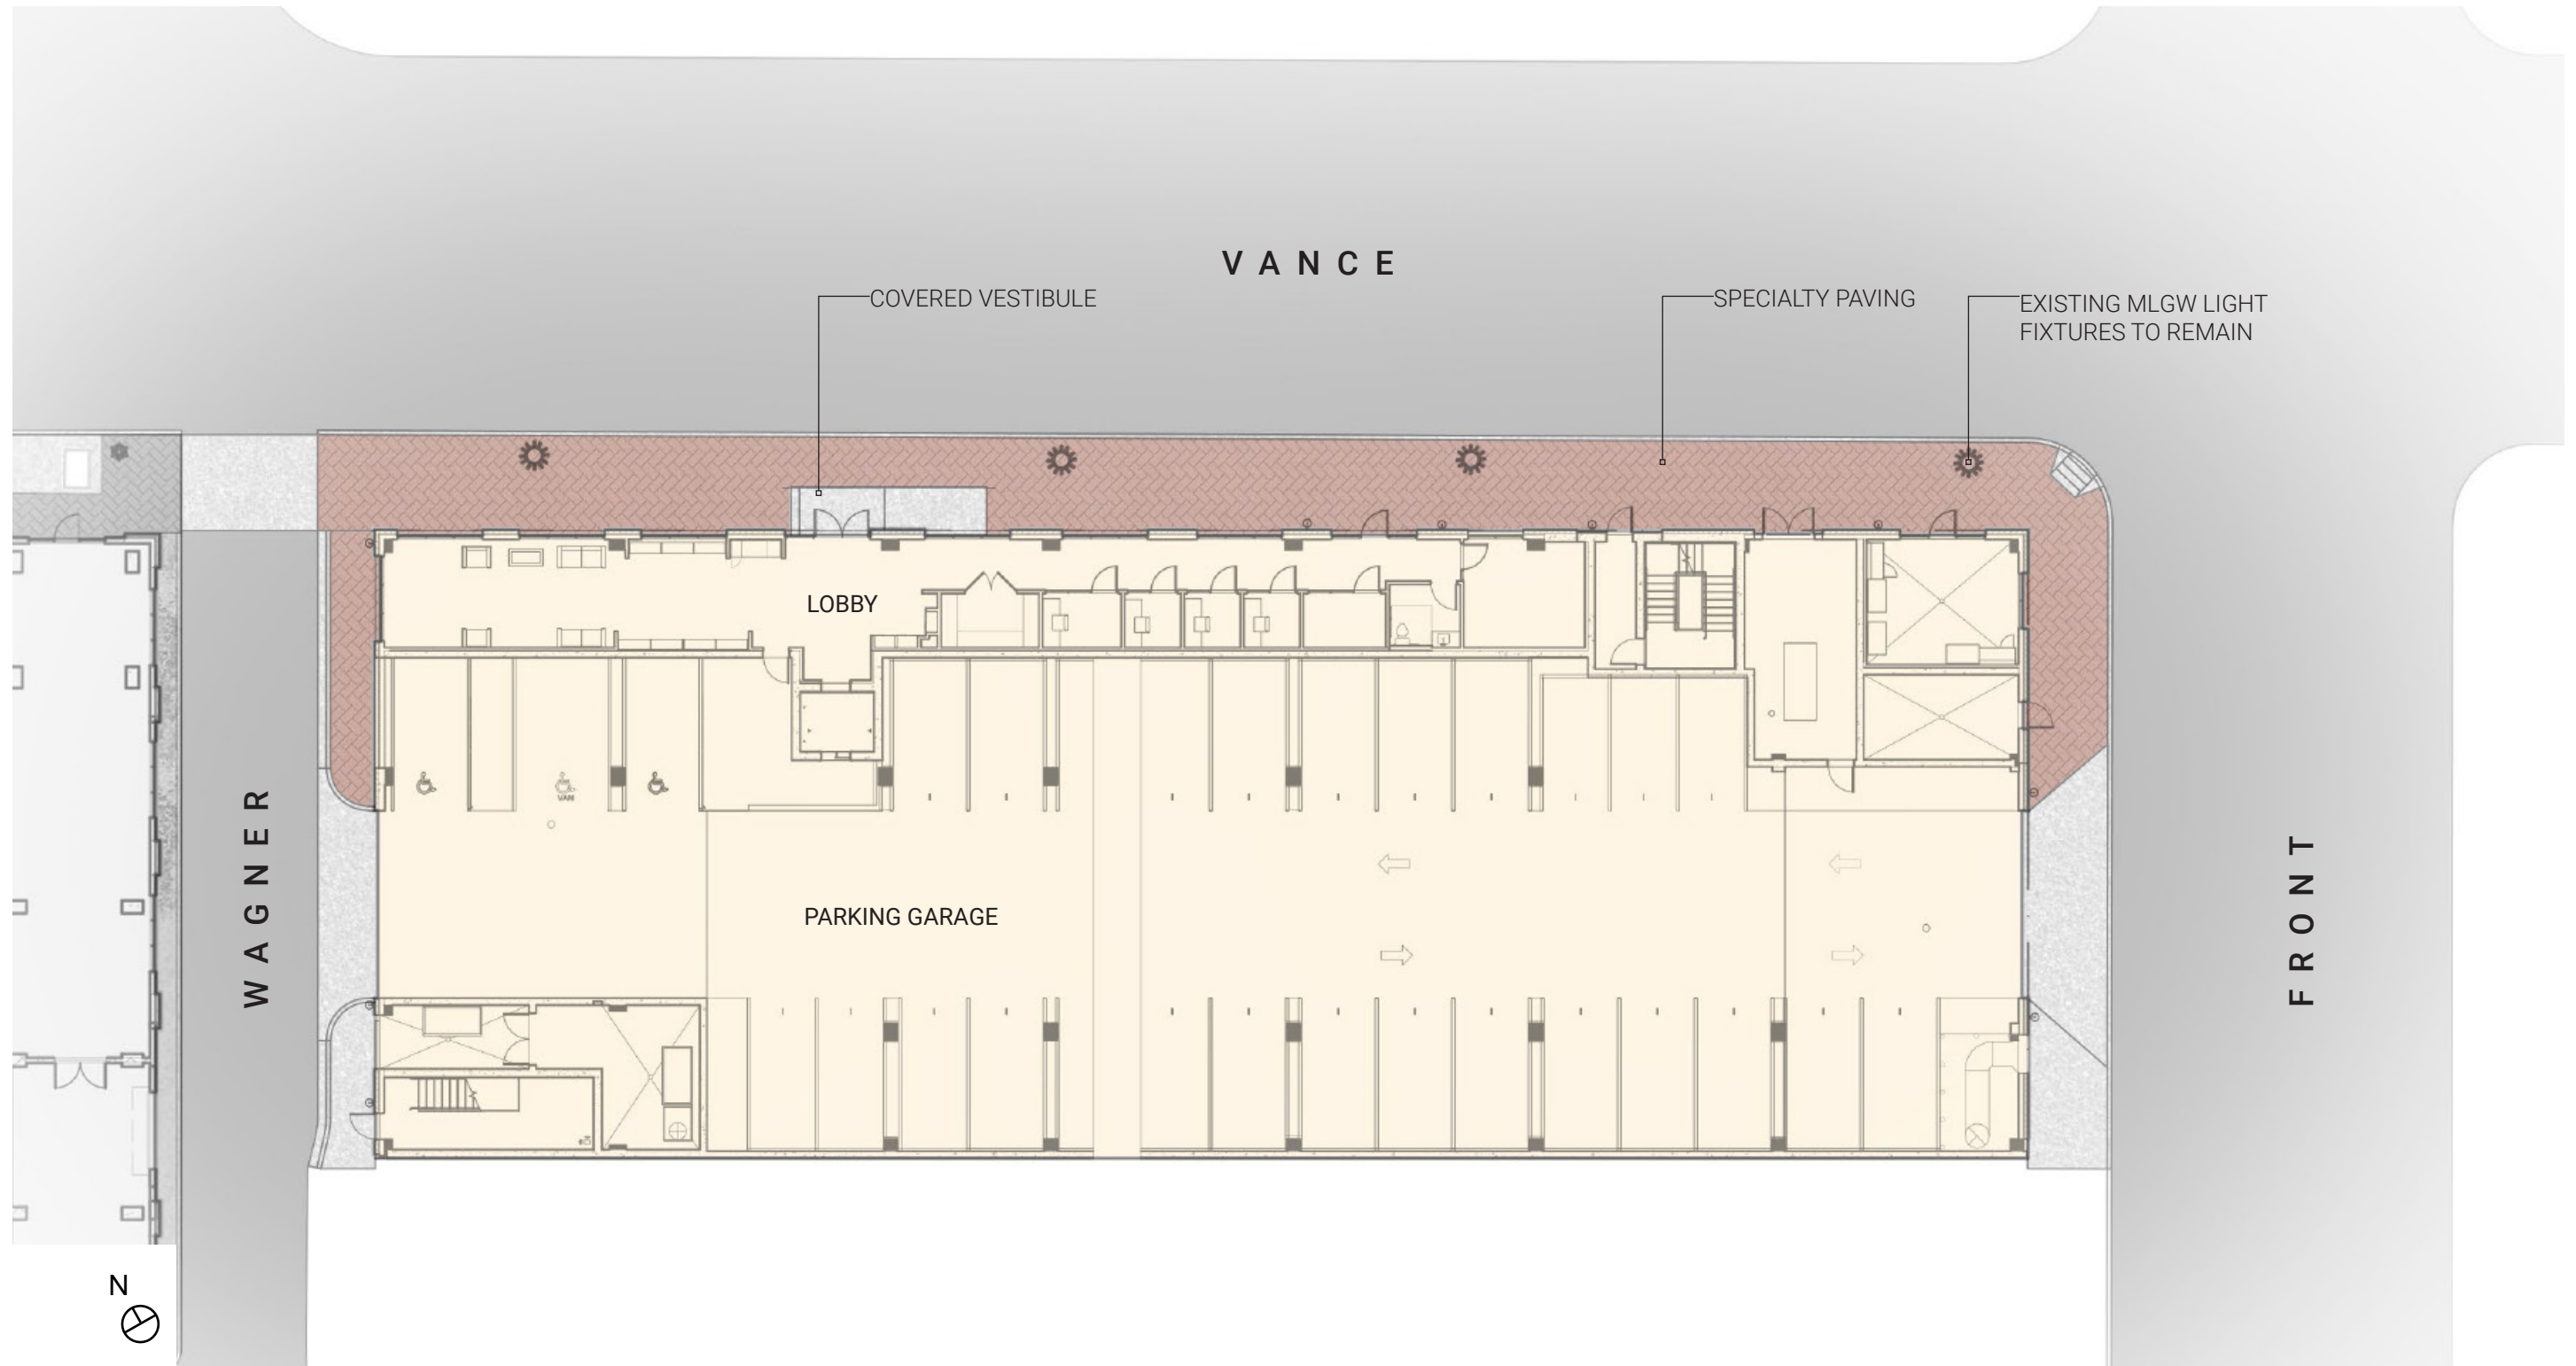 VANCE
COVERED VESTIBULE
SPECIALTY PAVING
EXISTING MLGW LIGHT
FIXTURES TO REMAIN
LOBBY
VAN
WAGNER
PARKING GARAGE
FRONT
N